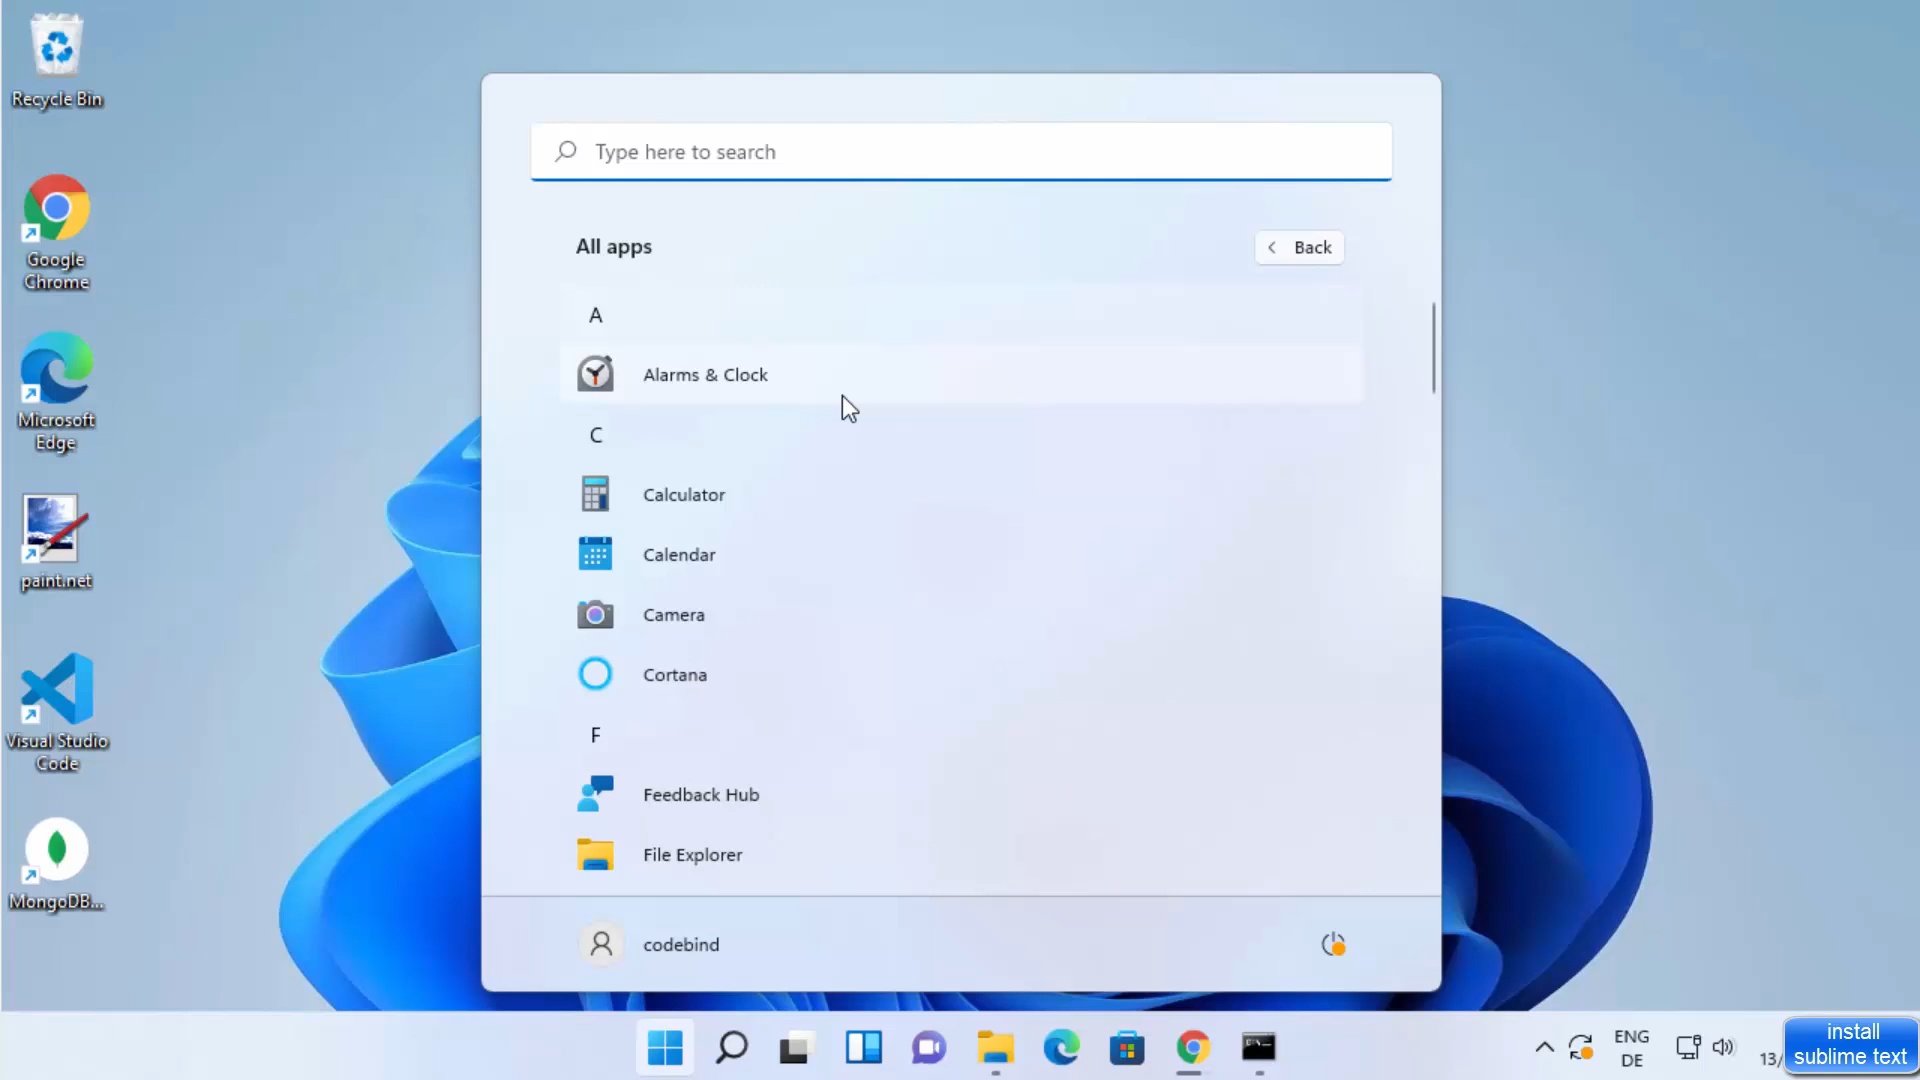 Recycle Bin
Google
Chrome
Microsoft
Edge
paint.net
Visual Studio
Code
MongoDB...
Type here to search
All apps
Back
A
Alarms & Clock
C
Calculator
Calendar
Camera
Cortana
F
Feedback Hub
File Explorer
codebind
ENG
DE
13/
install
sublime text